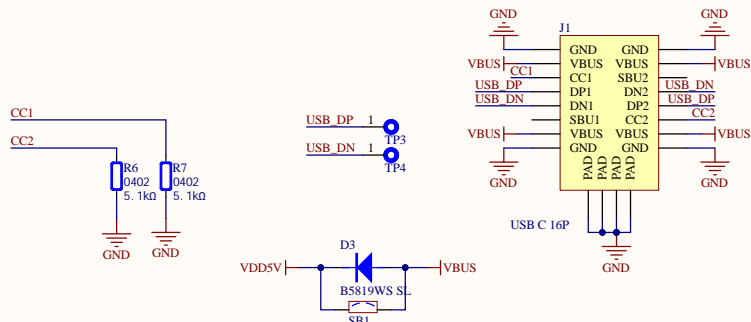 GND
GND
J1
GND
GND
VBUS
VBUS
VBUS
VBUS
CC1
CC1
SBU2
USB_DP
DP1
DN2
USB_DN
USB_DN
DN1
DP2
USB_DP
SBU1
CC2
CC2
VBUS
VBUS
VBUS
VBUS
GND
GND
PAD
PAD
PAD
PAD
GND
GND
USB C 16P
GND
CC1
CC2
R6
0402
5.1kΩ
R7
0402
5.1kΩ
GND
GND
USB_DP
1
TP3
USB_DN
1
TP4
D3
VDD5V
VBUS
B5819WS SL
SB1